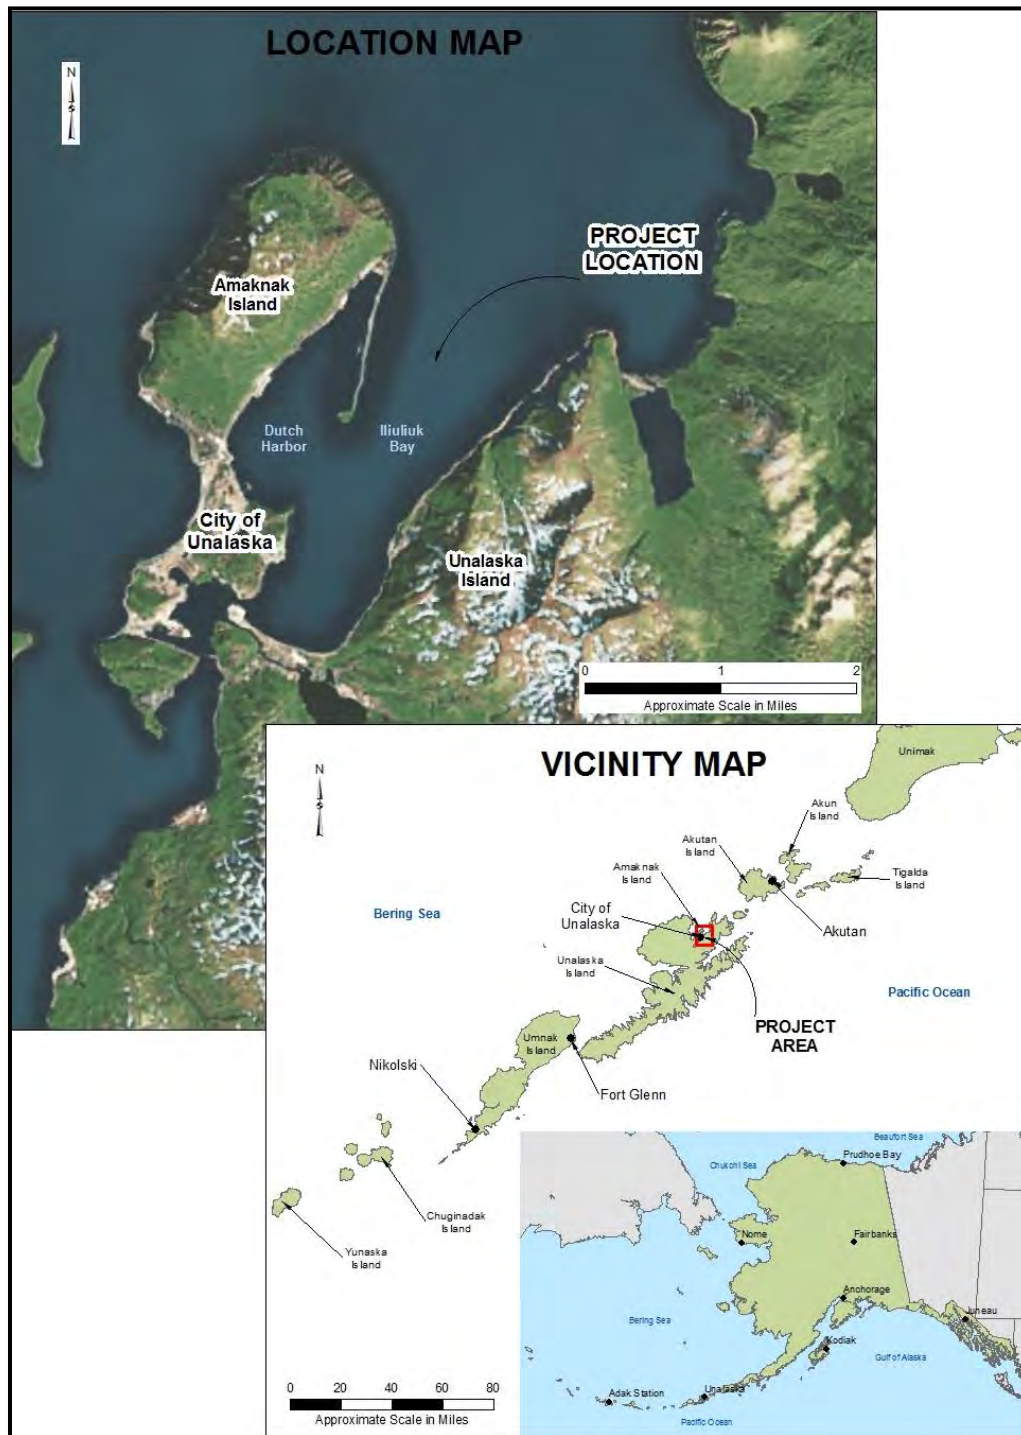 LOCATION MAP
N
PROJECT
LOCATION
Amaknak
Island
Dutch
Harbor
Iliuliuk
Bay
City of
Unalaska
Unalaska
Island
0 1 2
Approximate Scale in Miles
VICINITY MAP
N
Unimak
Akun
Island
Akutan
Island
Amaknak
Island
Tigalda
Island
City of
Unalaska
Akutan
Bering Sea
Unalaska
Island
Pacific Ocean
PROJECT
AREA
Umnak
Island
Nikolski
Fort Glenn
Chuginadak
Island
Yunaska
Island
0 20 40 60 80
Approximate Scale in Miles
Beaufort Sea
Chukchi Sea
Prudhoe Bay
Nome
Fairbanks
Anchorage
Juneau
Bering Sea
Kodiak
Gulf of Alaska
Adak Station
Unalaska
Pacific Ocean